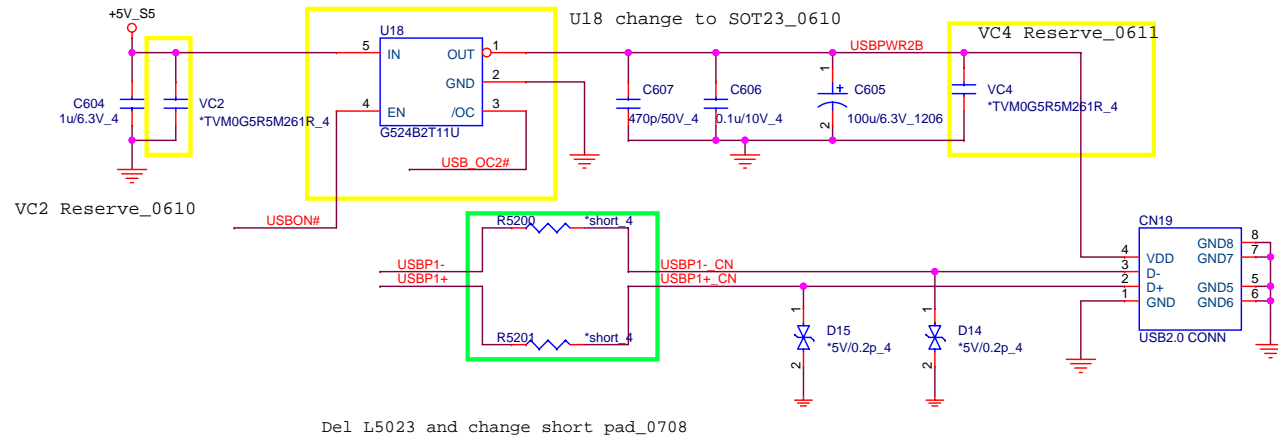 +5V_S5
U18 change to SOT23_0610
VC4 Reserve_0611
U18
5 IN OUT 1
GND 2
4 EN /OC 3
G524B2T11U
USBPWR2B
C604
1u/6.3V_4
VC2
*TVM0G5R5M261R_4
C607
470p/50V_4
C606
0.1u/10V_4
1
C605
2
100u/6.3V_1206
VC4
*TVM0G5R5M261R_4
USB_OC2#
VC2 Reserve_0610
USBON#
R5200 *short_4
USBP1-
USBP1+
USBP1-_CN
USBP1+_CN
R5201 *short_4
1
D15
*5V/0.2p_4
2
1
D14
*5V/0.2p_4
2
CN19
GND8 8
4 VDD GND7 7
3 D-
2 D+ GND5 5
1 GND GND6 6
USB2.0 CONN
Del L5023 and change short pad_0708